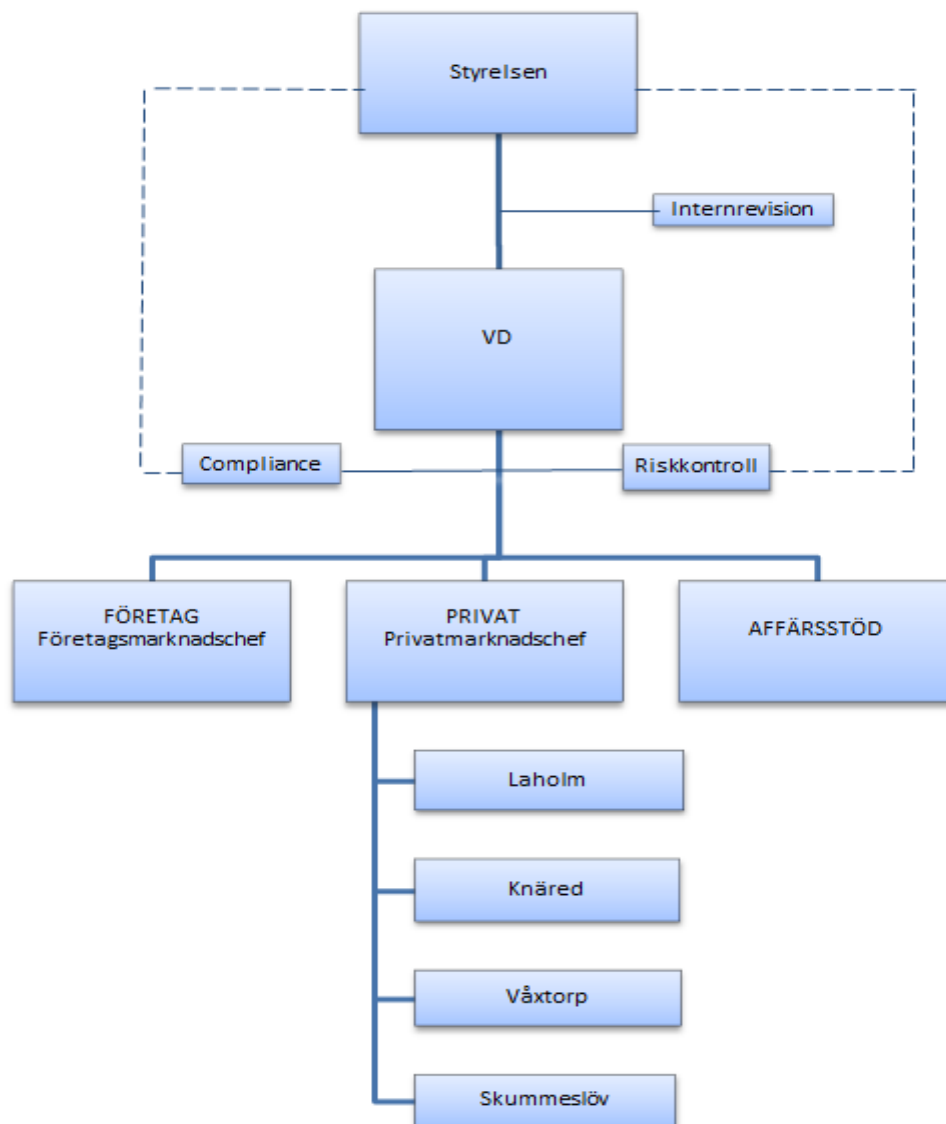 Styrelsen
Internrevision
VD
Compliance
Riskkontroll
FÖRETAG
Företagsmarknadschef
PRIVAT
Privatmarknadschef
AFFÄRSSTÖD
Laholm
Knäred
Våxtorp
Skummeslöv